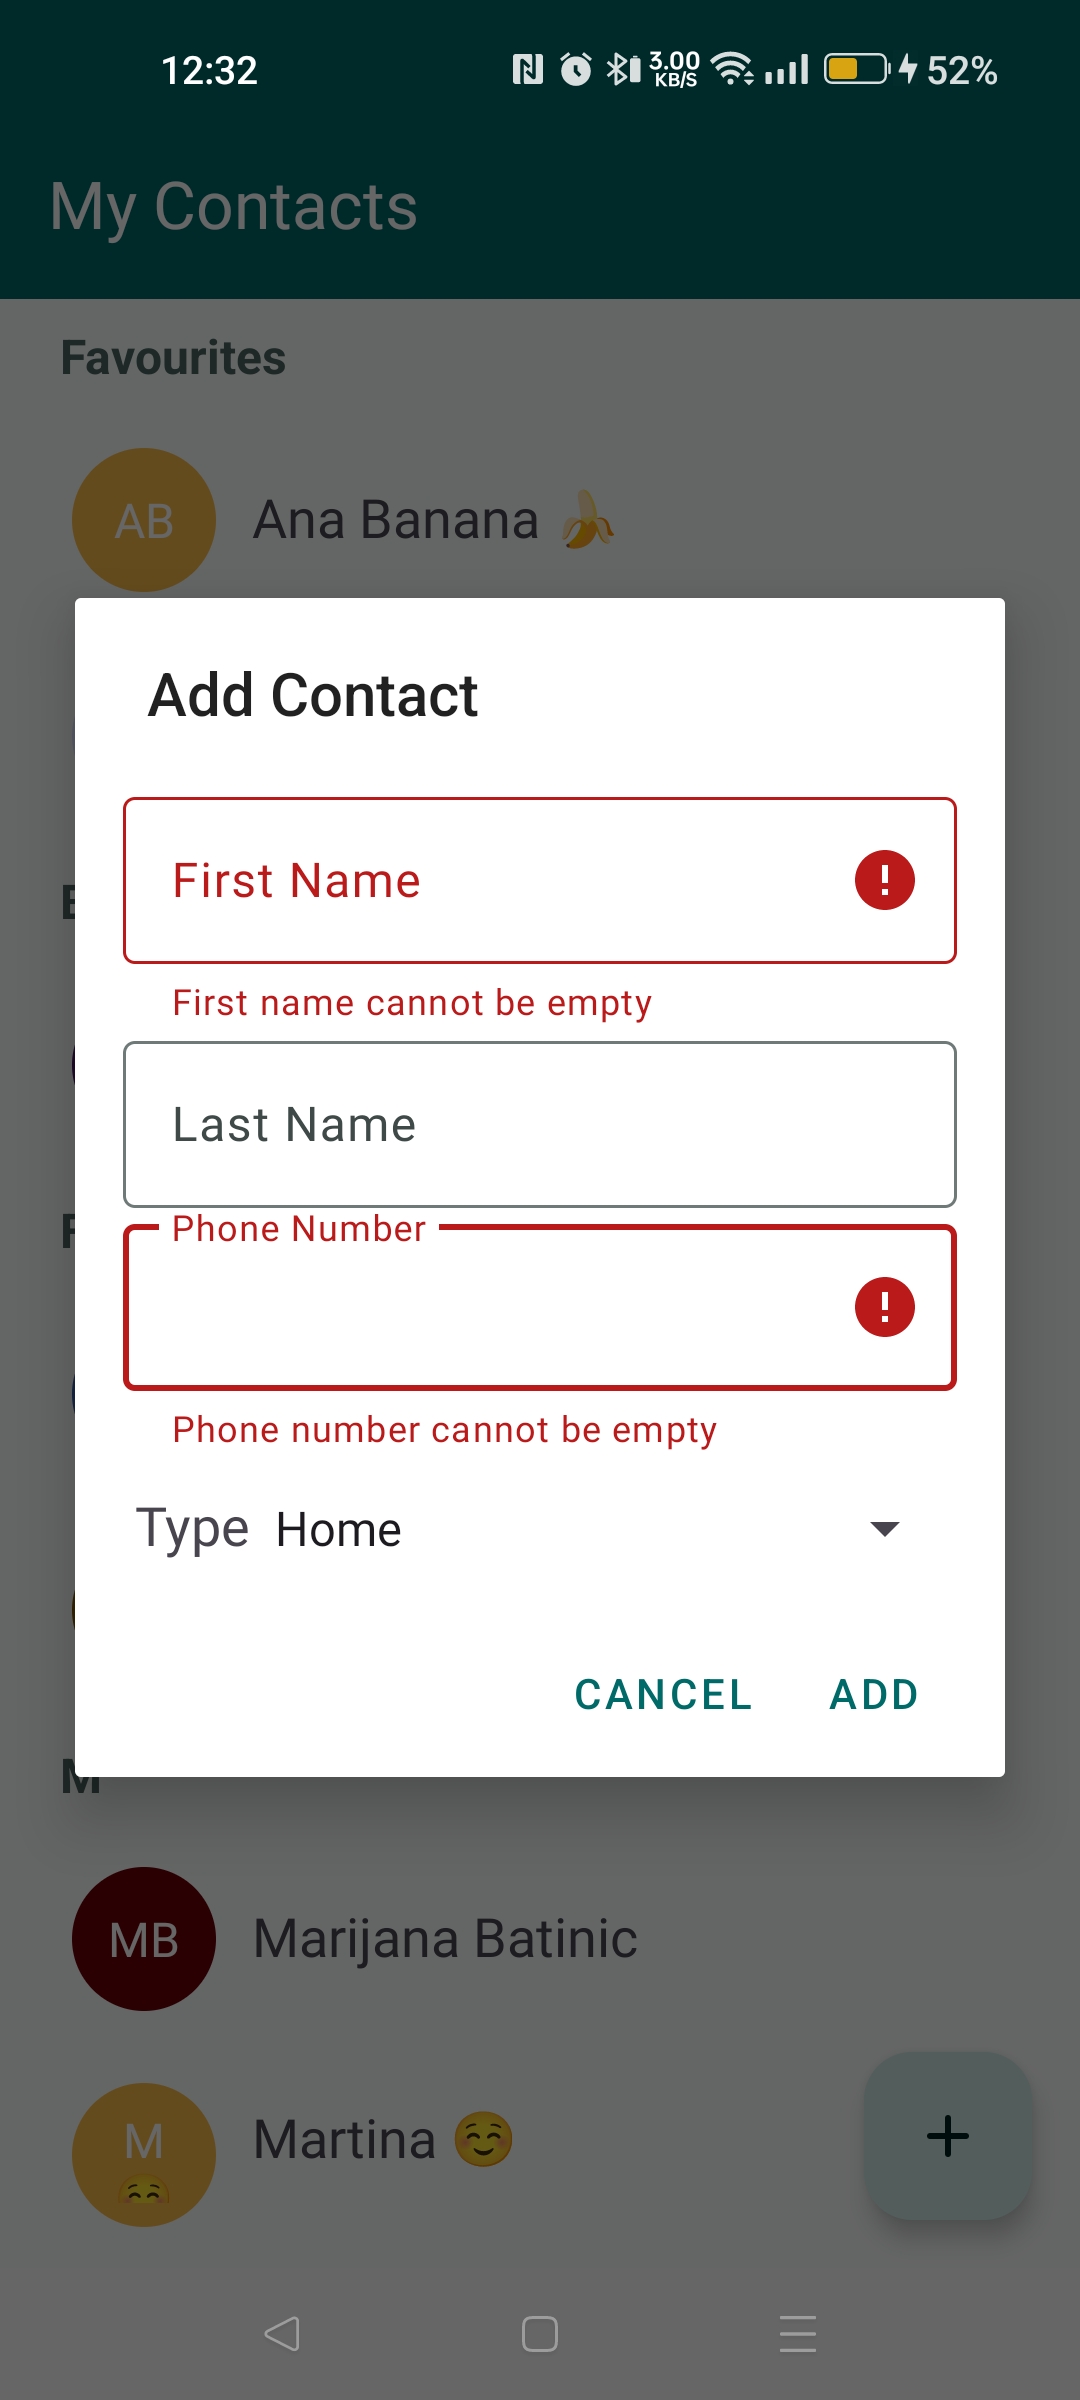 12:32 3.00 KB/S 52%
My Contacts
Favourites
AB Ana Banana 🍌
Add Contact
First Name
First name cannot be empty
Last Name
Phone Number
Phone number cannot be empty
Type Home
CANCEL ADD
M
MB Marijana Batinic
M Martina ☺️